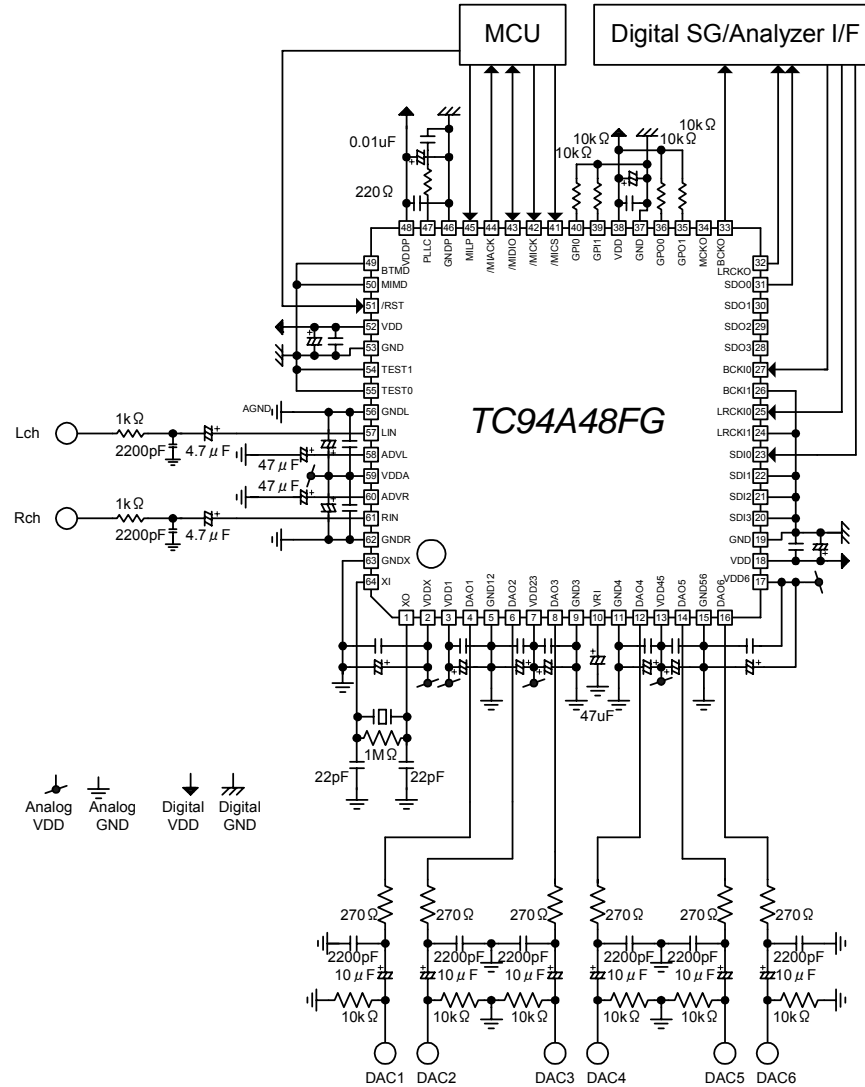 MCU
Digital SG/Analyzer I/F
0.01uF
220Ω
10kΩ
10kΩ
10kΩ
10kΩ
48 47 46 45 44 43 42 41 40 39 38 37 36 35 34 33
VDDP
PLLC
GNDP
MILP
/MIACK
/MIDIO
/MICK
/MICS
GPI0
GPI1
VDD
GND
GPO0
GPO1
MCKO
BCKO
49 BTMD
50 MIMD
51 /RST
52 VDD
53 GND
54 TEST1
55 TEST0
56 GNDL
57 LIN
58 ADVL
59 VDDA
60 ADVR
61 RIN
62 GNDR
63 GNDX
64 XI
LRCKO 32
SDO0 31
SDO1 30
SDO2 29
SDO3 28
BCKI0 27
BCKI1 26
LRCKI0 25
LRCKI1 24
SDI0 23
SDI1 22
SDI2 21
SDI3 20
GND 19
VDD 18
VDD6 17
TC94A48FG
AGND
Lch
1kΩ
2200pF
4.7μF
47μF
47μF
Rch
1kΩ
2200pF
4.7μF
XO
VDDX
VDD1
DAO1
GND12
DAO2
VDD23
DAO3
GND3
VRI
GND4
DAO4
VDD45
DAO5
GND56
DAO6
1 2 3 4 5 6 7 8 9 10 11 12 13 14 15 16
47uF
1MΩ
22pF
22pF
Analog VDD
Analog GND
Digital VDD
Digital GND
270Ω 270Ω 270Ω 270Ω 270Ω 270Ω
2200pF 2200pF 2200pF 2200pF 2200pF 2200pF
10μF 10μF 10μF 10μF 10μF 10μF
10kΩ 10kΩ 10kΩ 10kΩ 10kΩ 10kΩ
DAC1 DAC2 DAC3 DAC4 DAC5 DAC6